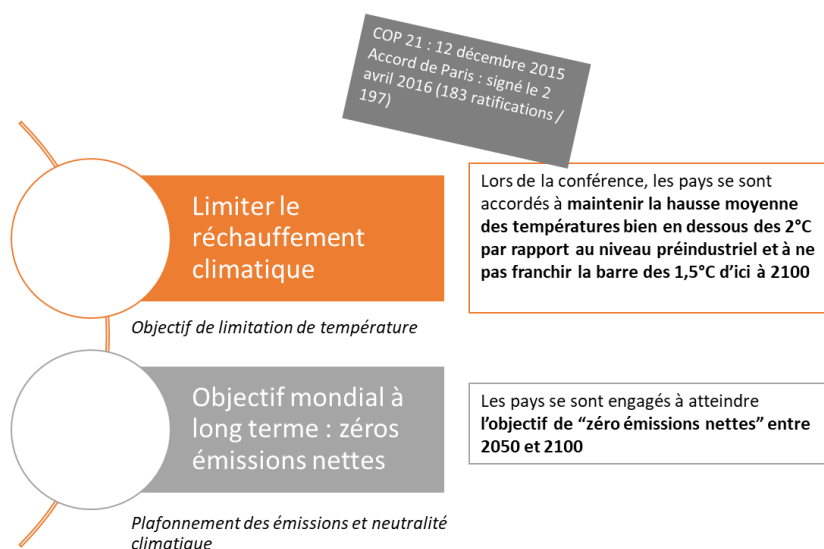 COP 21 : 12 décembre 2015
Accord de Paris : signé le 2
avril 2016 (183 ratifications /
197)
Limiter le
réchauffement
climatique
Lors de la conférence, les pays se sont
accordés à maintenir la hausse moyenne
des températures bien en dessous des 2°C
par rapport au niveau préindustriel et à ne
pas franchir la barre des 1,5°C d’ici à 2100
Objectif de limitation de température
Objectif mondial à
long terme : zéros
émissions nettes
Les pays se sont engagés à atteindre
l’objectif de “zéro émissions nettes” entre
2050 et 2100
Plafonnement des émissions et neutralité
climatique